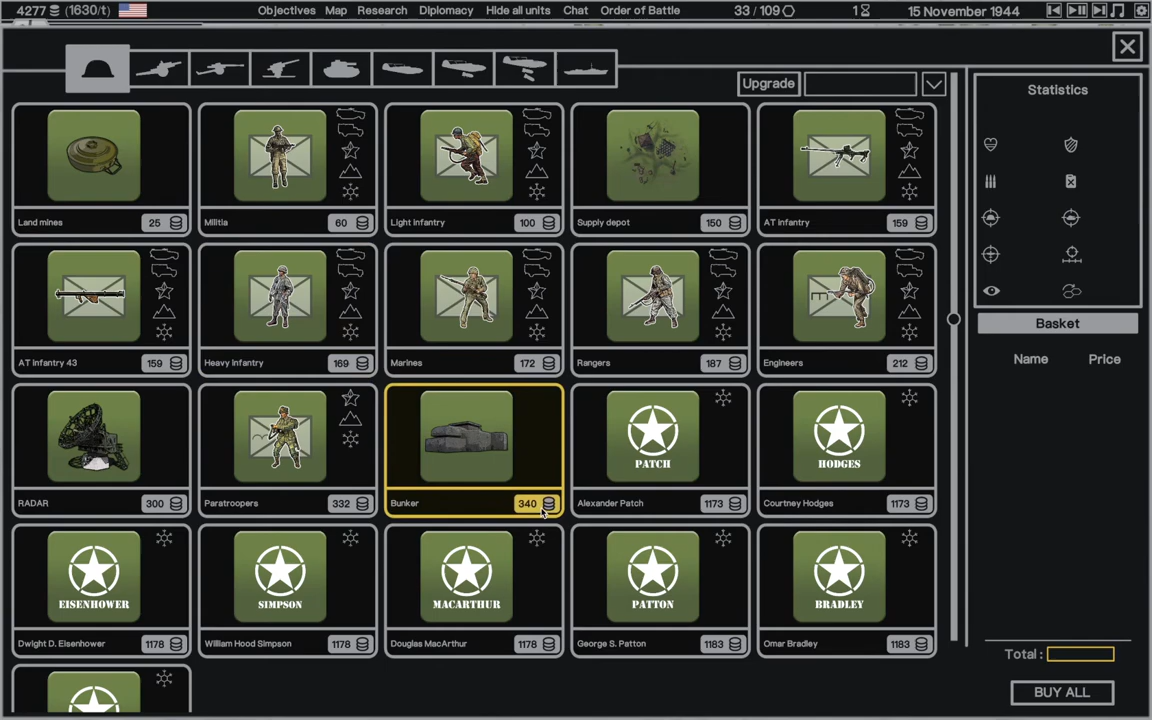 4277 (1630/t) Objectives Map Research Diplomacy Hide all units Chat Order of Battle 33 / 109 1 15 November 1944
Upgrade
Statistics
Land mines 25
Militia 60
Light infantry 100
Supply depot 150
AT infantry 159
AT infantry 43 159
Heavy infantry 169
Marines 172
Rangers 187
Engineers 212
Basket
Name Price
RADAR 300
Paratroopers 332
Bunker 340
PATCH
Alexander Patch 1173
HODGES
Courtney Hodges 1173
EISENHOWER
Dwight D. Eisenhower 1178
SIMPSON
William Hood Simpson 1178
MACARTHUR
Douglas MacArthur 1178
PATTON
George S. Patton 1183
BRADLEY
Omar Bradley 1183
Total :
BUY ALL